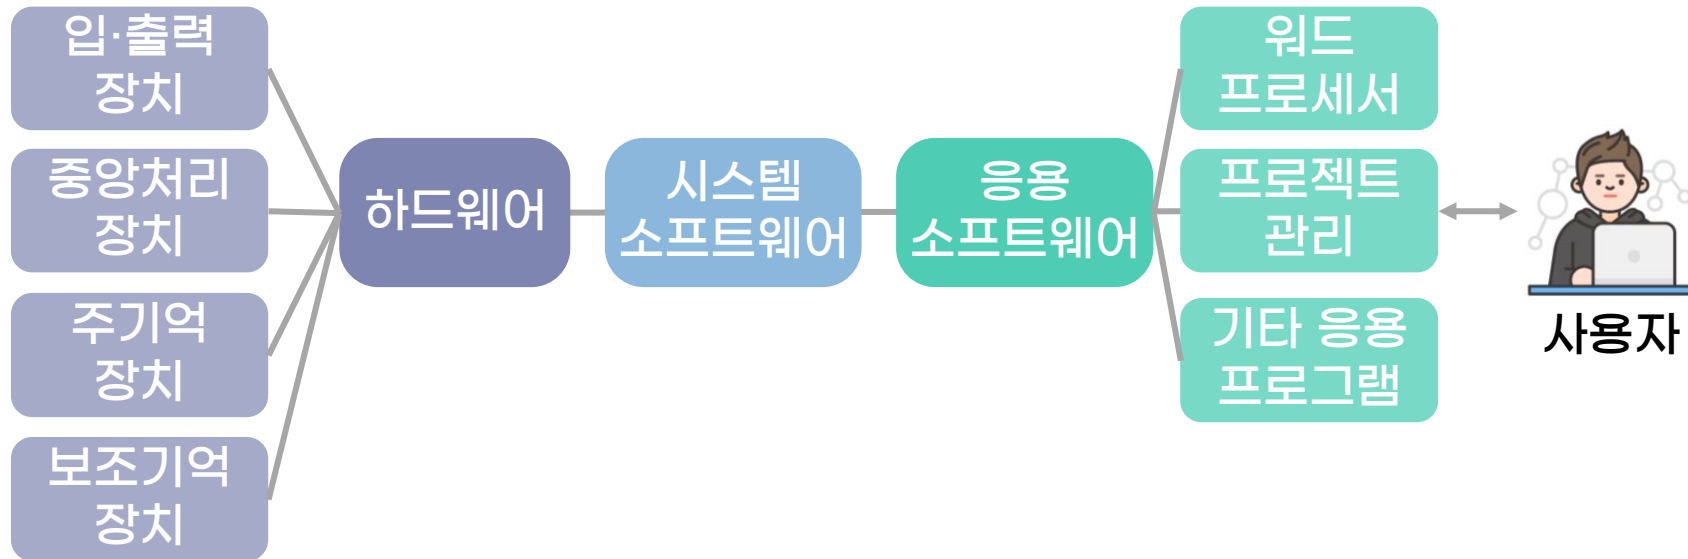 입·출력
장치
중앙처리
장치
주기억
장치
보조기억
장치
하드웨어
시스템
소프트웨어
응용
소프트웨어
워드
프로세서
프로젝트
관리
기타 응용
프로그램
사용자